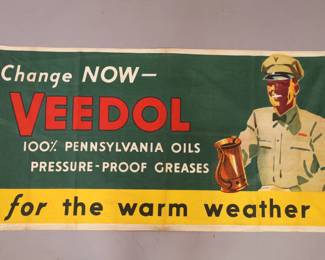 Change NOW—
VEEDOL
100% PENNSYLVANIA OILS
PRESSURE-PROOF GREASES
for the warm weather